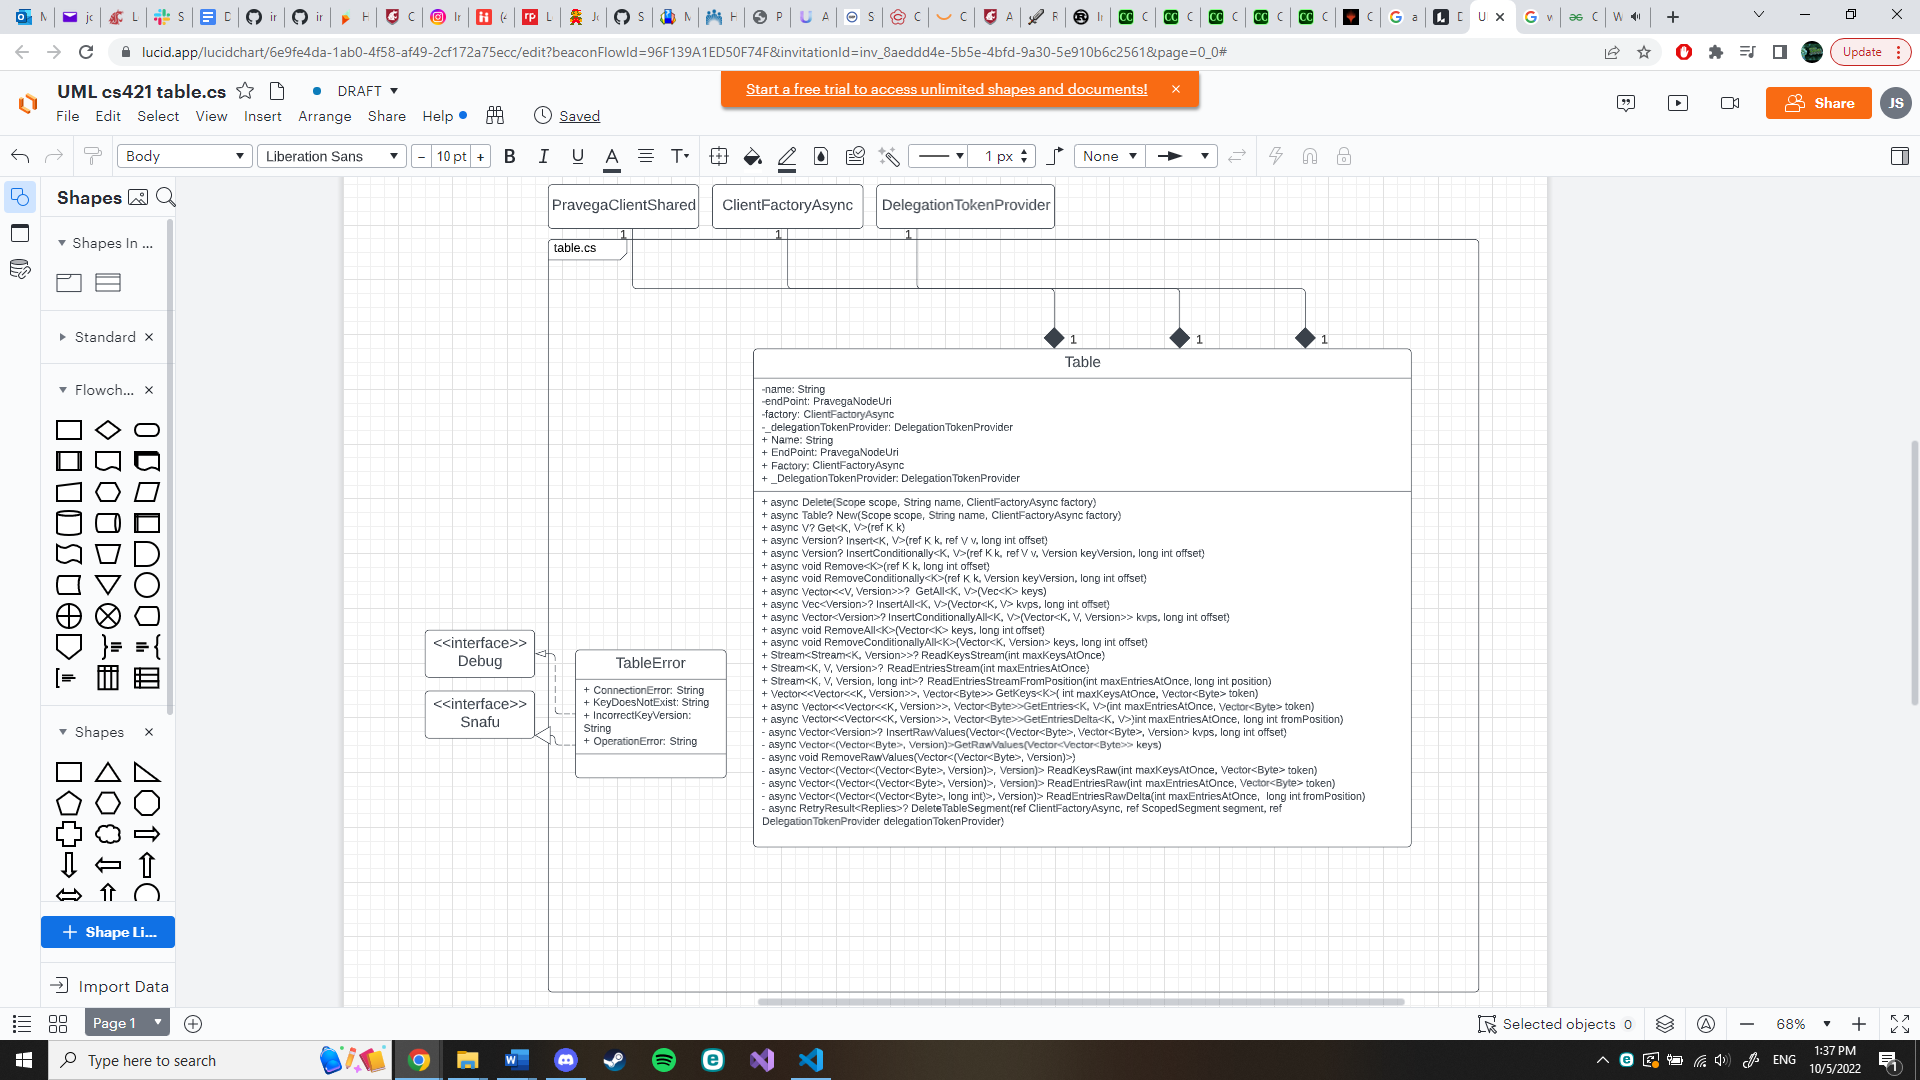 lucid.app/lucidchart/6e9fe4da-1ab0-4f58-af49-2cf172a75ecc/edit?beaconFlowId=96F139A1ED50F74F&invitationId=inv_8aeddd4e-5b5e-4bfd-9a30-5e910b6c2561&page=0_0#
Update
UML cs421 table.cs
DRAFT
Start a free trial to access unlimited shapes and documents!
Share
JS
File Edit Select View Insert Arrange Share Help
Saved
Body
Liberation Sans
10 pt
B I U
1 px
None
Shapes
Shapes In ...
Standard
Flowch...
Shapes
Shape Li...
Import Data
PravegaClientShared
ClientFactoryAsync
DelegationTokenProvider
1
1
1
table.cs
1
1
1
Table
-name: String
-endPoint: PravegaNodeUri
-factory: ClientFactoryAsync
-_delegationTokenProvider: DelegationTokenProvider
+ Name: String
+ EndPoint: PravegaNodeUri
+ Factory: ClientFactoryAsync
+ _DelegationTokenProvider: DelegationTokenProvider
+ async Delete(Scope scope, String name, ClientFactoryAsync factory)
+ async Table? New(Scope scope, String name, ClientFactoryAsync factory)
+ async V? Get<K, V>(ref K k)
+ async Version? Insert<K, V>(ref K k, ref V v, long int offset)
+ async Version? InsertConditionally<K, V>(ref K k, ref V v, Version keyVersion, long int offset)
+ async void Remove<K>(ref K k, long int offset)
+ async void RemoveConditionally<K>(ref K k, Version keyVersion, long int offset)
+ async Vector<<V, Version>>? GetAll<K, V>(Vec<K> keys)
+ async Vec<Version>? InsertAll<K, V>(Vector<K, V> kvps, long int offset)
+ async Vector<Version>? InsertConditionallyAll<K, V>(Vector<K, V, Version>> kvps, long int offset)
+ async void RemoveAll<K>(Vector<K> keys, long int offset)
+ async void RemoveConditionallyAll<K>(Vector<K, Version> keys, long int offset)
+ Stream<Stream<K, Version>>? ReadKeysStream(int maxKeysAtOnce)
+ Stream<K, V, Version>? ReadEntriesStream(int maxEntriesAtOnce)
+ Stream<K, V, Version, long int>? ReadEntriesStreamFromPosition(int maxEntriesAtOnce, long int position)
+ Vector<<Vector<<K, Version>>, Vector<Byte>> GetKeys<K>( int maxKeysAtOnce, Vector<Byte> token)
+ async Vector<<Vector<<K, Version>>, Vector<Byte>>GetEntries<K, V>(int maxEntriesAtOnce, Vector<Byte> token)
+ async Vector<<Vector<<K, Version>>, Vector<Byte>>GetEntriesDelta<K, V>)int maxEntriesAtOnce, long int fromPosition)
- async Vector<Version>? InsertRawValues(Vector<(Vector<Byte>, Vector<Byte>, Version> kvps, long int offset)
- async Vector<(Vector<Byte>, Version)>GetRawValues(Vector<Vector<Byte>> keys)
- async void RemoveRawValues(Vector<(Vector<Byte>, Version)>)
- async Vector<(Vector<(Vector<Byte>, Version)>, Version)> ReadKeysRaw(int maxKeysAtOnce, Vector<Byte> token)
- async Vector<(Vector<(Vector<Byte>, Version)>, Version)> ReadEntriesRaw(int maxEntriesAtOnce, Vector<Byte> token)
- async Vector<(Vector<(Vector<Byte>, long int)>, Version)> ReadEntriesRawDelta(int maxEntriesAtOnce, long int fromPosition)
- async RetryResult<Replies>? DeleteTableSegment(ref ClientFactoryAsync, ref ScopedSegment segment, ref
DelegationTokenProvider delegationTokenProvider)
<<interface>>
Debug
<<interface>>
Snafu
TableError
+ ConnectionError: String
+ KeyDoesNotExist: String
+ IncorrectKeyVersion:
String
+ OperationError: String
Page 1
Selected objects 0
68%
Type here to search
ENG
1:37 PM
10/5/2022
1